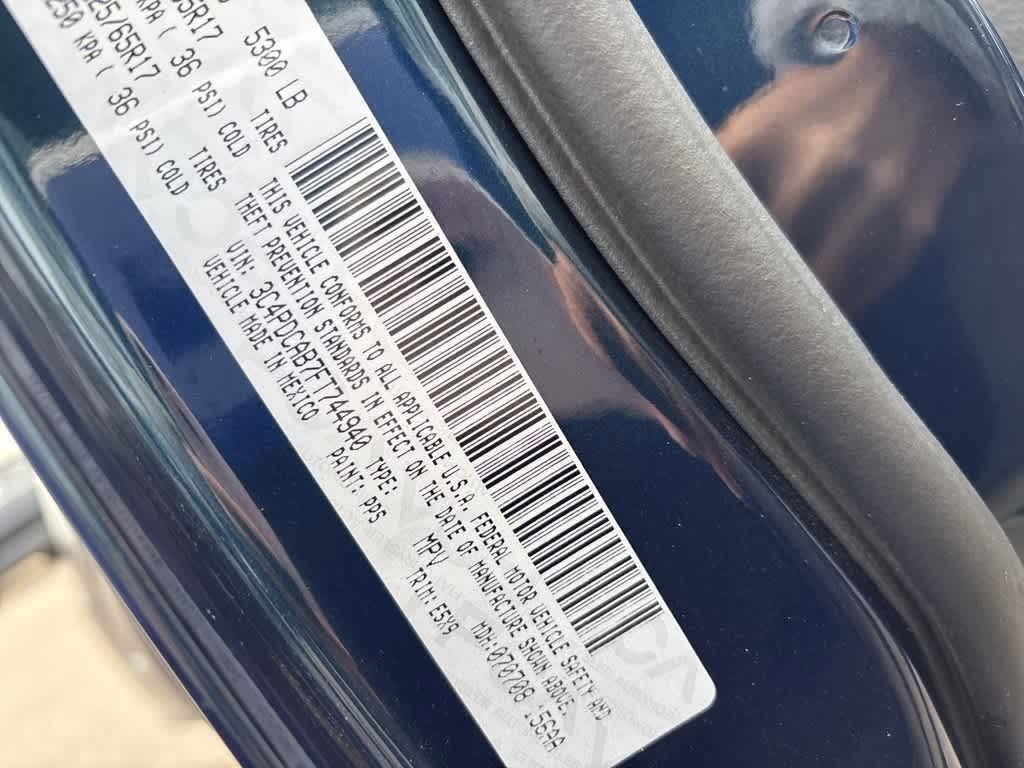 5300 LB
65R17 TIRES
KPA ( 36 PSI) COLD
25/65R17 TIRES
250 KPA ( 36 PSI) COLD
THIS VEHICLE CONFORMS TO ALL APPLICABLE U.S.A. FEDERAL MOTOR VEHICLE SAFETY AND
THEFT PREVENTION STANDARDS IN EFFECT ON THE DATE OF MANUFACTURE SHOWN ABOVE.
VIN: 3C4PDCAB7FT744940 TYPE: MPV MDH:070708 156AA
VEHICLE MADE IN MEXICO PAINT: PPS TRIM: E5X9